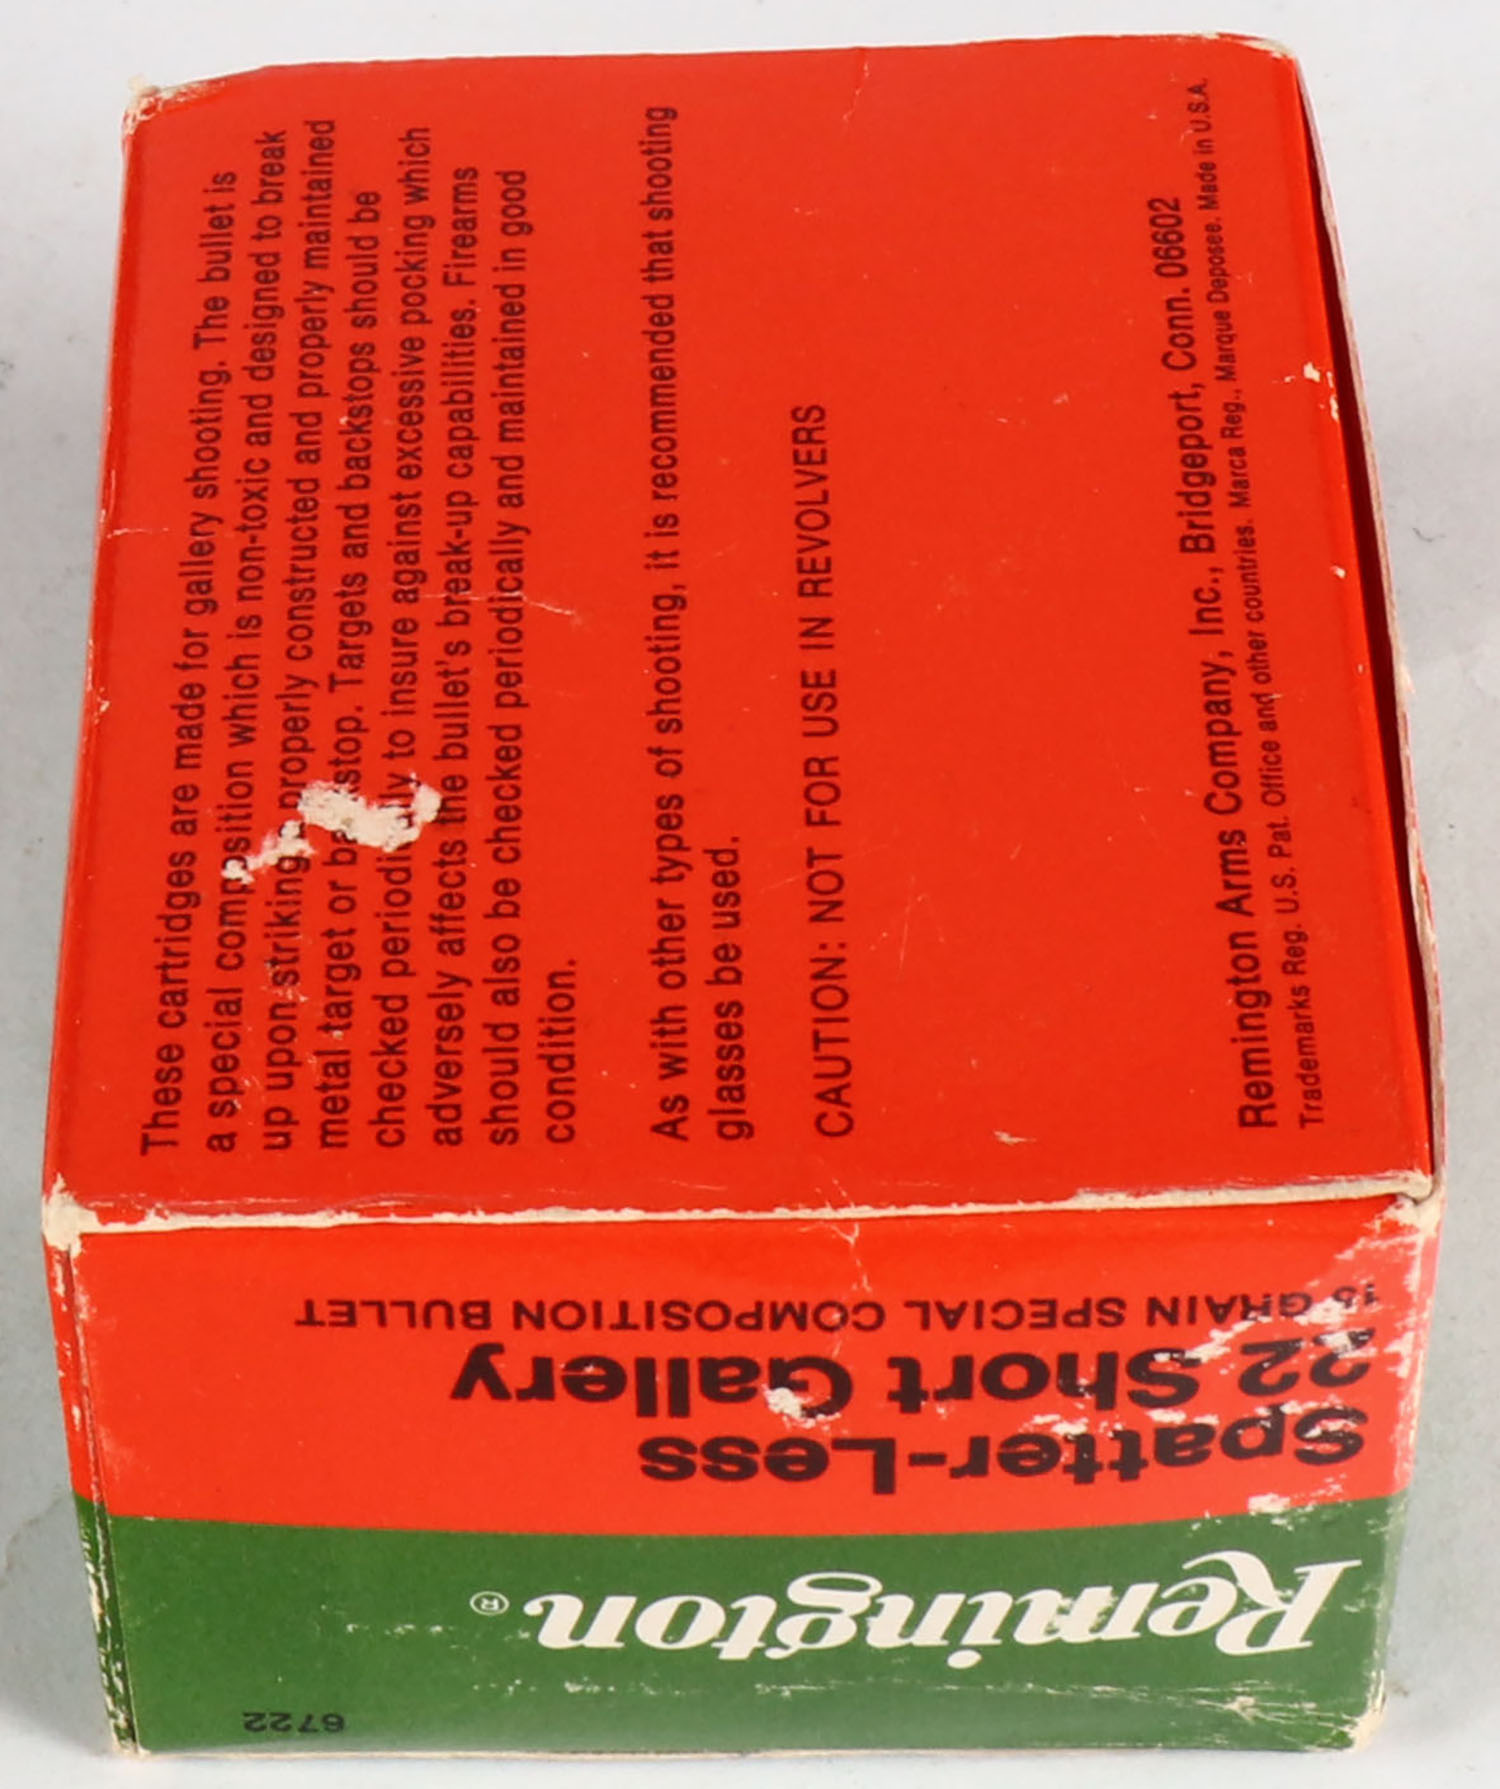 These cartridges are made for gallery shooting. The bullet is
a special composition which is non-toxic and designed to break
up upon striking properly constructed and properly maintained
metal target or backstop. Targets and backstops should be
checked periodically to insure against excessive pocking which
adversely affects the bullet's break-up capabilities. Firearms
should also be checked periodically and maintained in good
condition.
As with other types of shooting, it is recommended that shooting
glasses be used.
CAUTION: NOT FOR USE IN REVOLVERS
Remington Arms Company, Inc., Bridgeport, Conn. 06602
Trademarks Reg. U.S. Pat. Office and other countries. Marca Reg., Marque Deposee. Made in U.S.A.
6722
Remington®
Spatter-Less
22 Short Gallery
GRAIN SPECIAL COMPOSITION BULLET